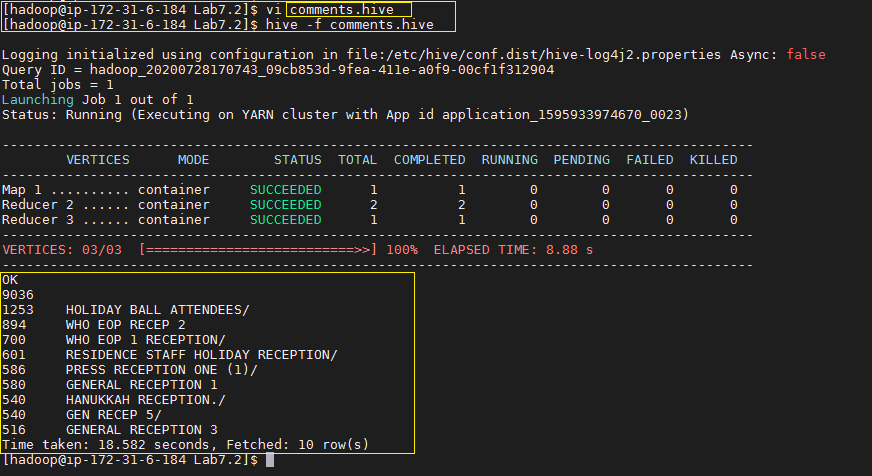 [hadoop@ip-172-31-6-184 Lab7.2]$ vi comments.hive
[hadoop@ip-172-31-6-184 Lab7.2]$ hive -f comments.hive
Logging initialized using configuration in file:/etc/hive/conf.dist/hive-log4j2.properties Async: false
Query ID = hadoop_20200728170743_09cb853d-9fea-411e-a0f9-00cf1f312904
Total jobs = 1
Launching Job 1 out of 1
Status: Running (Executing on YARN cluster with App id application_1595933974670_0023)
----------------------------------------------------------------------------------------------
VERTICES MODE STATUS TOTAL COMPLETED RUNNING PENDING FAILED KILLED
----------------------------------------------------------------------------------------------
Map 1 .......... container SUCCEEDED 1 1 0 0 0 0
Reducer 2 ...... container SUCCEEDED 2 2 0 0 0 0
Reducer 3 ...... container SUCCEEDED 1 1 0 0 0 0
----------------------------------------------------------------------------------------------
VERTICES: 03/03 [==========================>>] 100% ELAPSED TIME: 8.88 s
----------------------------------------------------------------------------------------------
OK
9036
1253 HOLIDAY BALL ATTENDEES/
894 WHO EOP RECEP 2
700 WHO EOP 1 RECEPTION/
601 RESIDENCE STAFF HOLIDAY RECEPTION/
586 PRESS RECEPTION ONE (1)/
580 GENERAL RECEPTION 1
540 HANUKKAH RECEPTION./
540 GEN RECEP 5/
516 GENERAL RECEPTION 3
Time taken: 18.582 seconds, Fetched: 10 row(s)
[hadoop@ip-172-31-6-184 Lab7.2]$